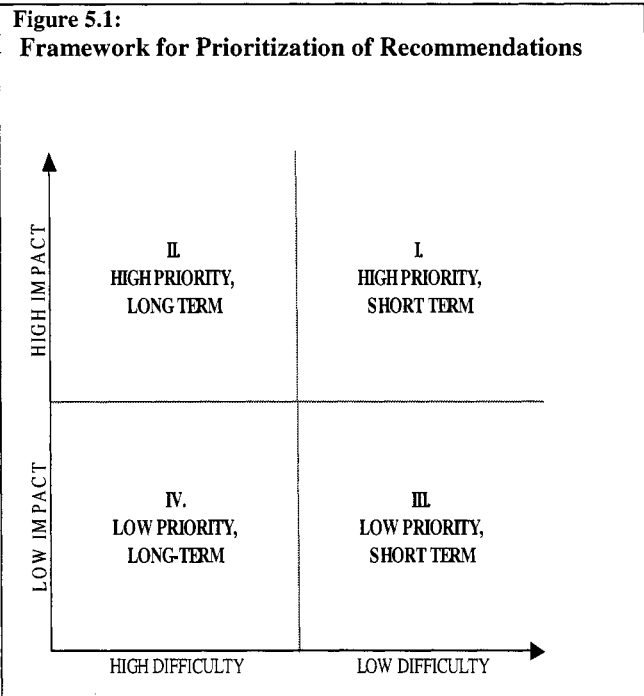 Figure 5.1:
Framework for Prioritization of Recommendations
HIGH IMPACT
II.
HIGH PRIORITY,
LONG TERM
I.
HIGH PRIORITY,
SHORT TERM
LOW IMPACT
IV.
LOW PRIORITY,
LONG-TERM
III.
LOW PRIORITY,
SHORT TERM
HIGH DIFFICULTY
LOW DIFFICULTY